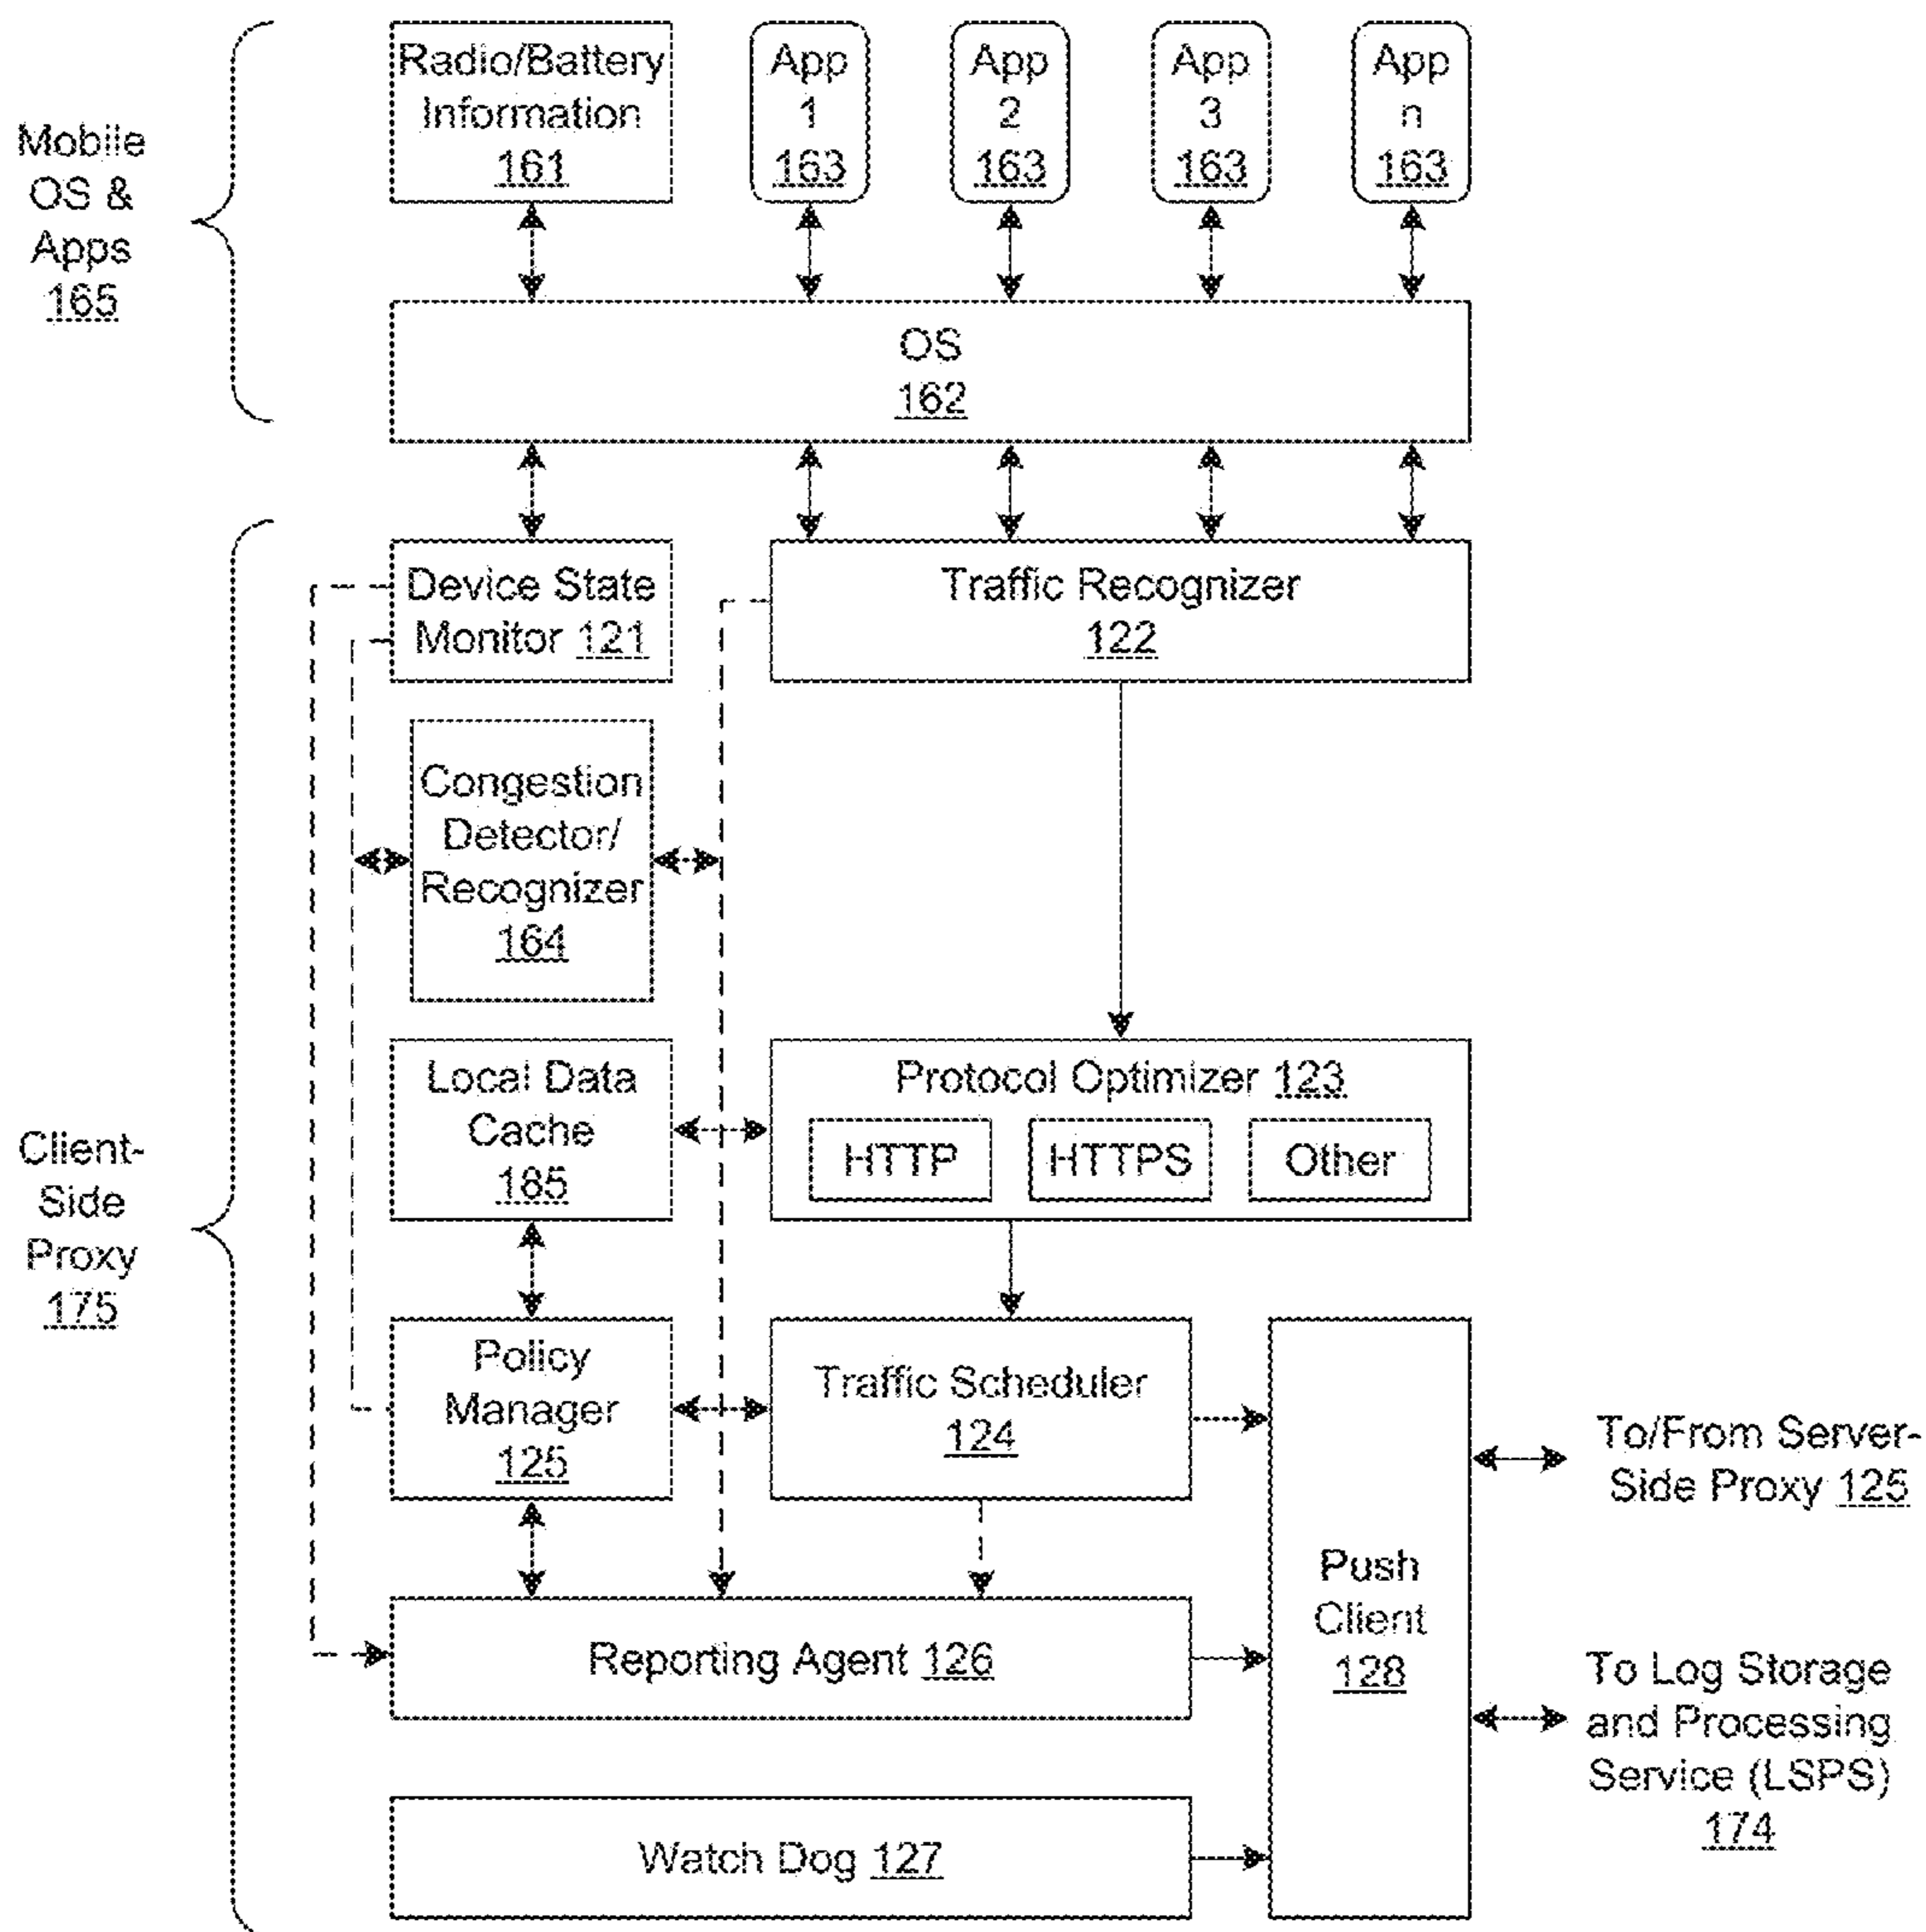 Mobile
OS &
Apps
165
Radio/Battery
Information
161
App
1
163
App
2
163
App
3
163
App
n
163
OS
162
Client-
Side
Proxy
175
Device State
Monitor 121
Traffic Recognizer
122
Congestion
Detector/
Recognizer
164
Local Data
Cache
185
Protocol Optimizer 123
HTTP
HTTPS
Other
Policy
Manager
125
Traffic Scheduler
124
Reporting Agent 126
Watch Dog 127
Push
Client
128
To/From Server-
Side Proxy 125
To Log Storage
and Processing
Service (LSPS)
174